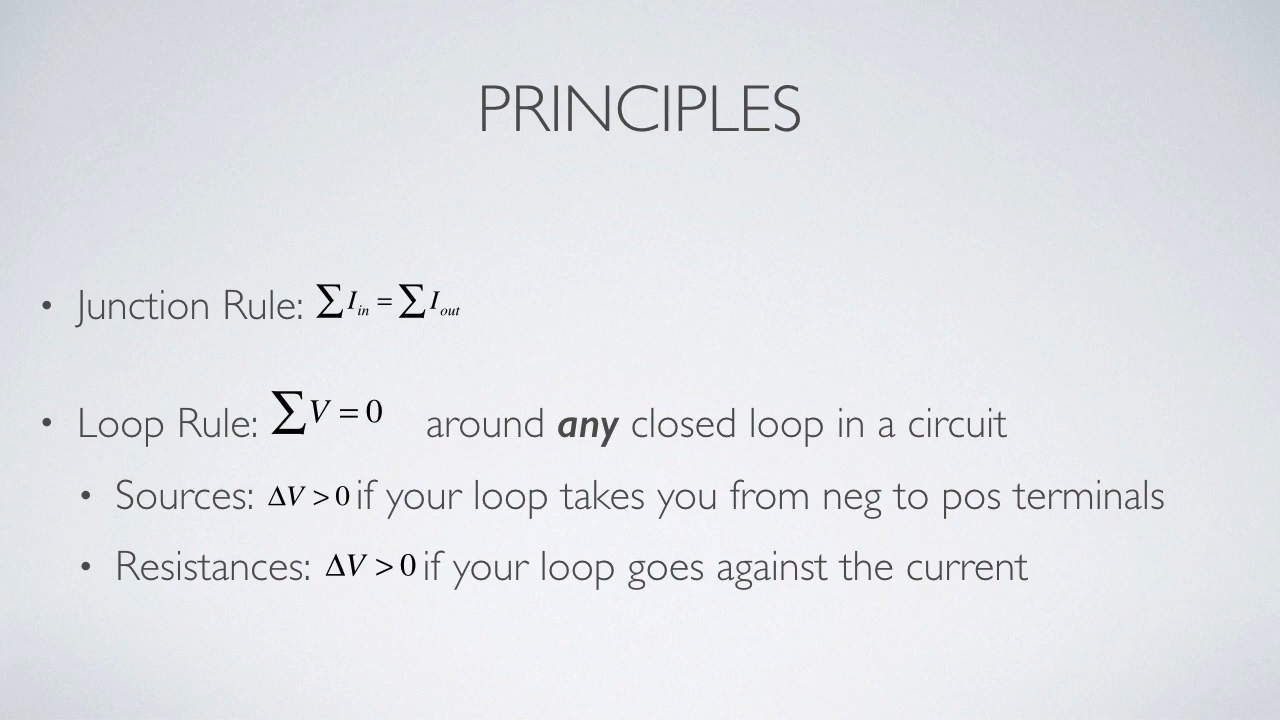 PRINCIPLES
• Junction Rule: ∑I_in = ∑I_out
• Loop Rule: ∑V = 0 around any closed loop in a circuit
• Sources: ΔV > 0 if your loop takes you from neg to pos terminals
• Resistances: ΔV > 0 if your loop goes against the current